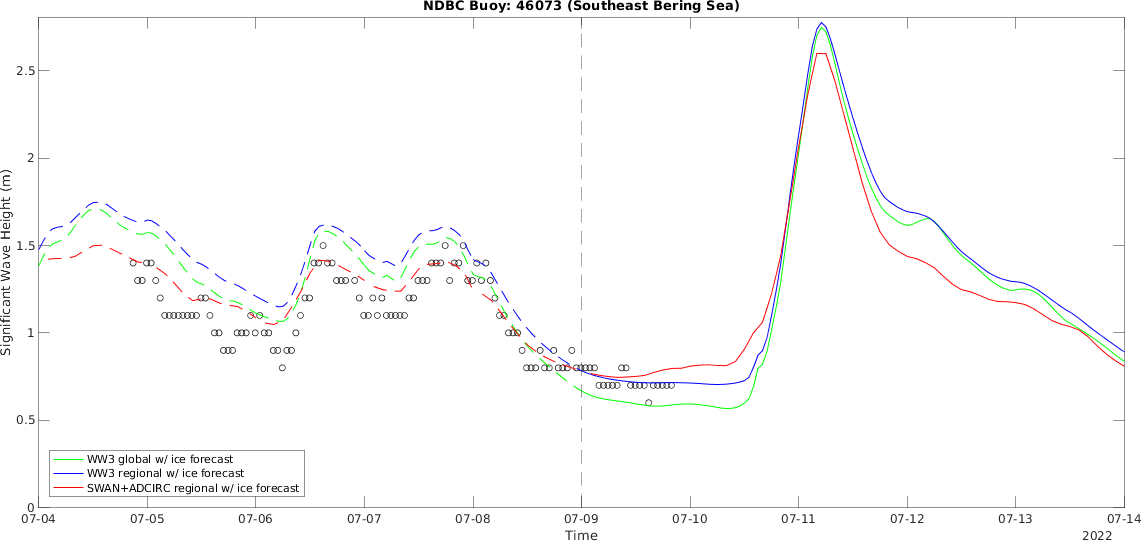 NDBC Buoy: 46073 (Southeast Bering Sea)
Significant Wave Height (m)
2.5
2
1.5
1
0.5
0
WW3 global w/ ice forecast
WW3 regional w/ ice forecast
SWAN+ADCIRC regional w/ ice forecast
07-04 07-05 07-06 07-07 07-08 07-09 07-10 07-11 07-12 07-13 07-14
Time
2022